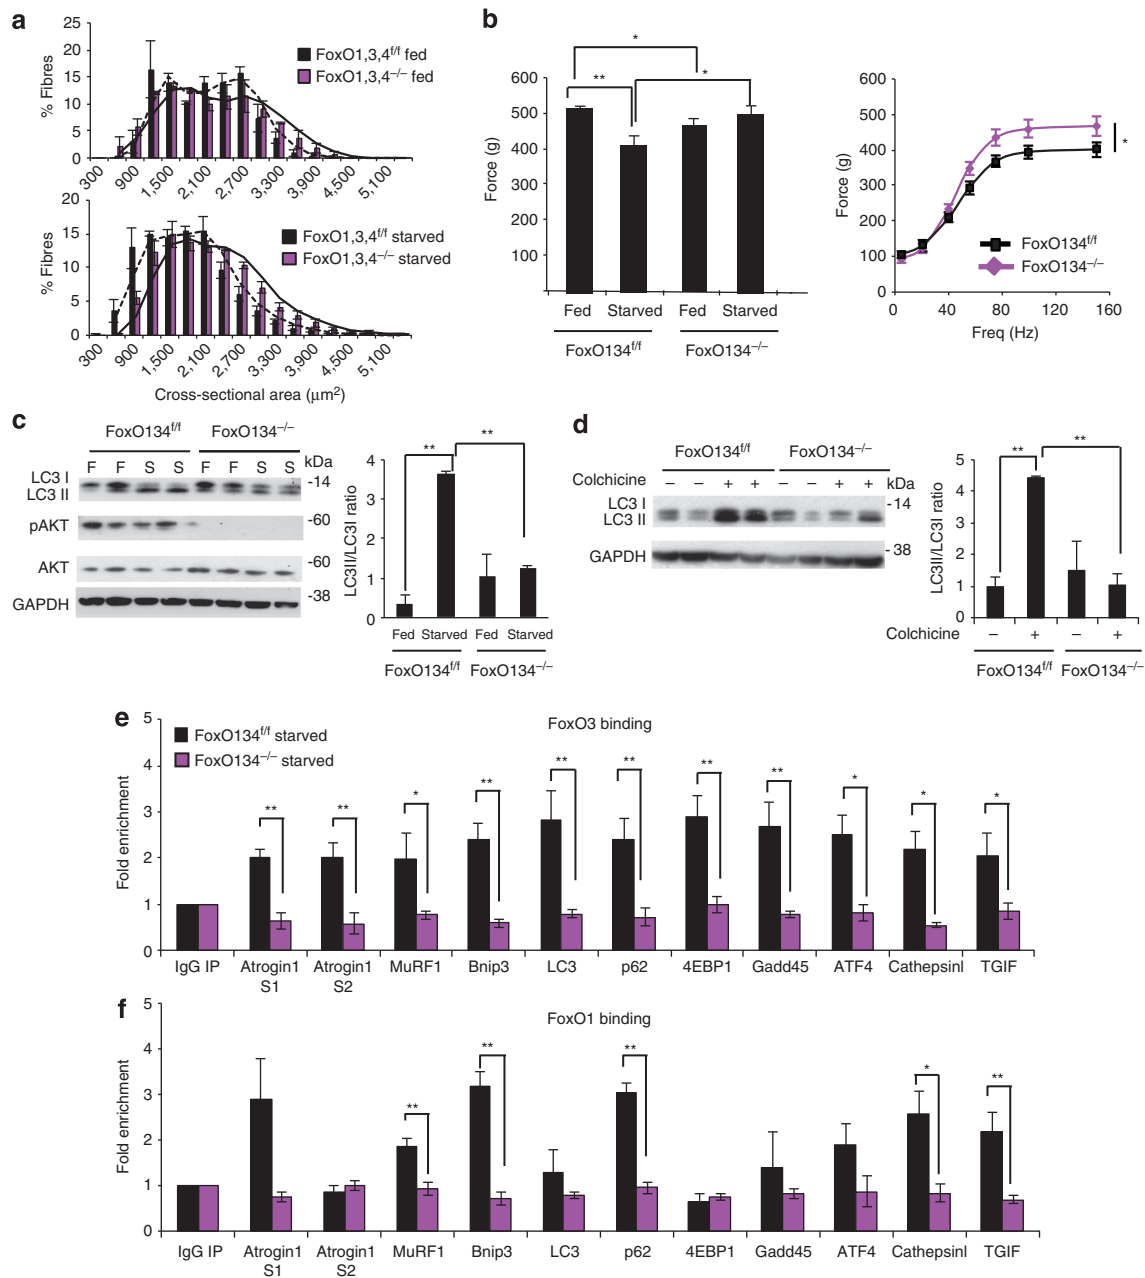 a
25
20
15
10
5
0
% Fibres
FoxO1,3,4f/f fed
FoxO1,3,4–/– fed
300
900
1,500
2,100
2,700
3,300
3,900
4,500
5,100
20
15
10
5
0
% Fibres
FoxO1,3,4f/f starved
FoxO1,3,4–/– starved
300
900
1,500
2,100
2,700
3,300
3,900
4,500
5,100
Cross-sectional area (μm2)
b
*
**
*
600
500
400
300
200
100
Force (g)
Fed Starved Fed Starved
FoxO134f/f FoxO134–/–
600
500
400
300
200
100
0
Force (g)
*
FoxO134f/f
FoxO134–/–
0 40 80 120 160
Freq (Hz)
c
FoxO134f/f FoxO134–/–
F F S S F F S S kDa
LC3 I
LC3 II
-14
pAKT
-60
AKT
-60
GAPDH
-38
**
**
4
3
2
1
0
LC3II/LC3I ratio
Fed Starved Fed Starved
FoxO134f/f FoxO134–/–
d
FoxO134f/f FoxO134–/–
Colchicine – – + + – – + + kDa
LC3 I
LC3 II
-14
GAPDH
- 38
**
**
5
4
3
2
1
0
LC3II/LC3I ratio
Colchicine – + – +
FoxO134f/f FoxO134–/–
e
FoxO3 binding
FoxO134f/f starved
FoxO134–/– starved
5
4
3
2
1
0
Fold enrichment
** ** * ** ** ** ** ** * * *
IgG IP Atrogin1 Atrogin1 MuRF1 Bnip3 LC3 p62 4EBP1 Gadd45 ATF4 Cathepsinl TGIF
S1 S2
f
FoxO1 binding
5
4
3
2
1
0
Fold enrichment
** ** ** * **
IgG IP Atrogin1 Atrogin1 MuRF1 Bnip3 LC3 p62 4EBP1 Gadd45 ATF4 Cathepsinl TGIF
S1 S2